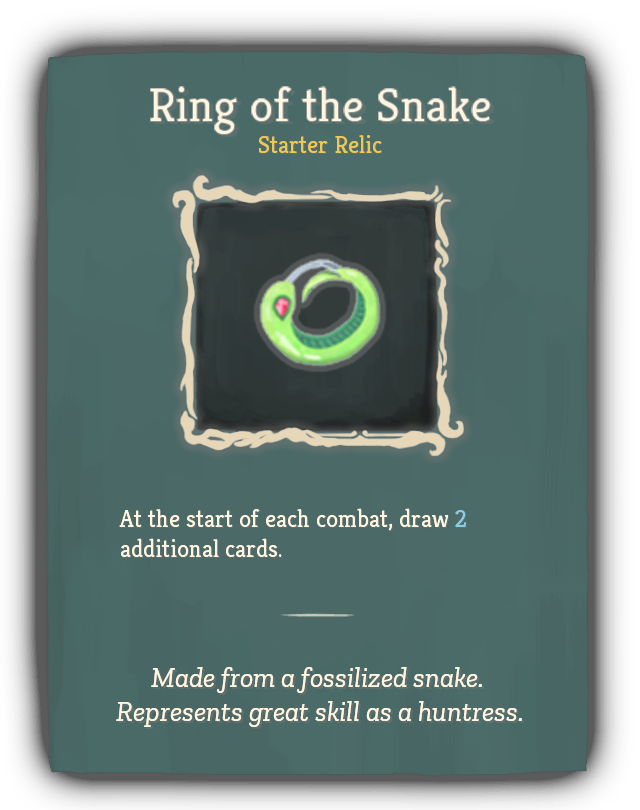 Ring of the Snake
Starter Relic
At the start of each combat, draw 2
additional cards.
Made from a fossilized snake.
Represents great skill as a huntress.